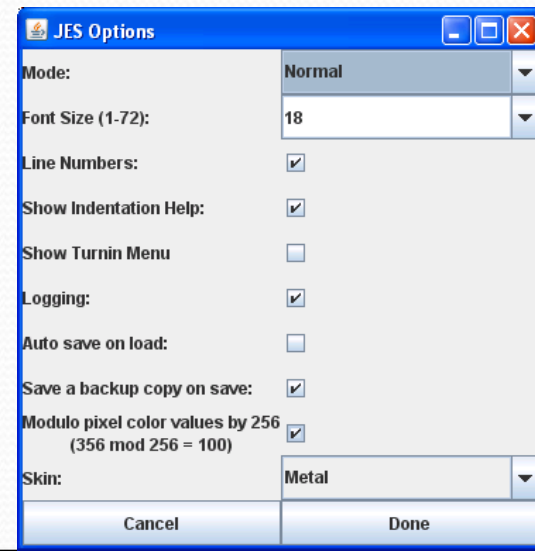 JES Options
Mode: Normal
Font Size (1-72): 18
Line Numbers:
Show Indentation Help:
Show Turnin Menu
Logging:
Auto save on load:
Save a backup copy on save:
Modulo pixel color values by 256
(356 mod 256 = 100)
Skin: Metal
Cancel Done